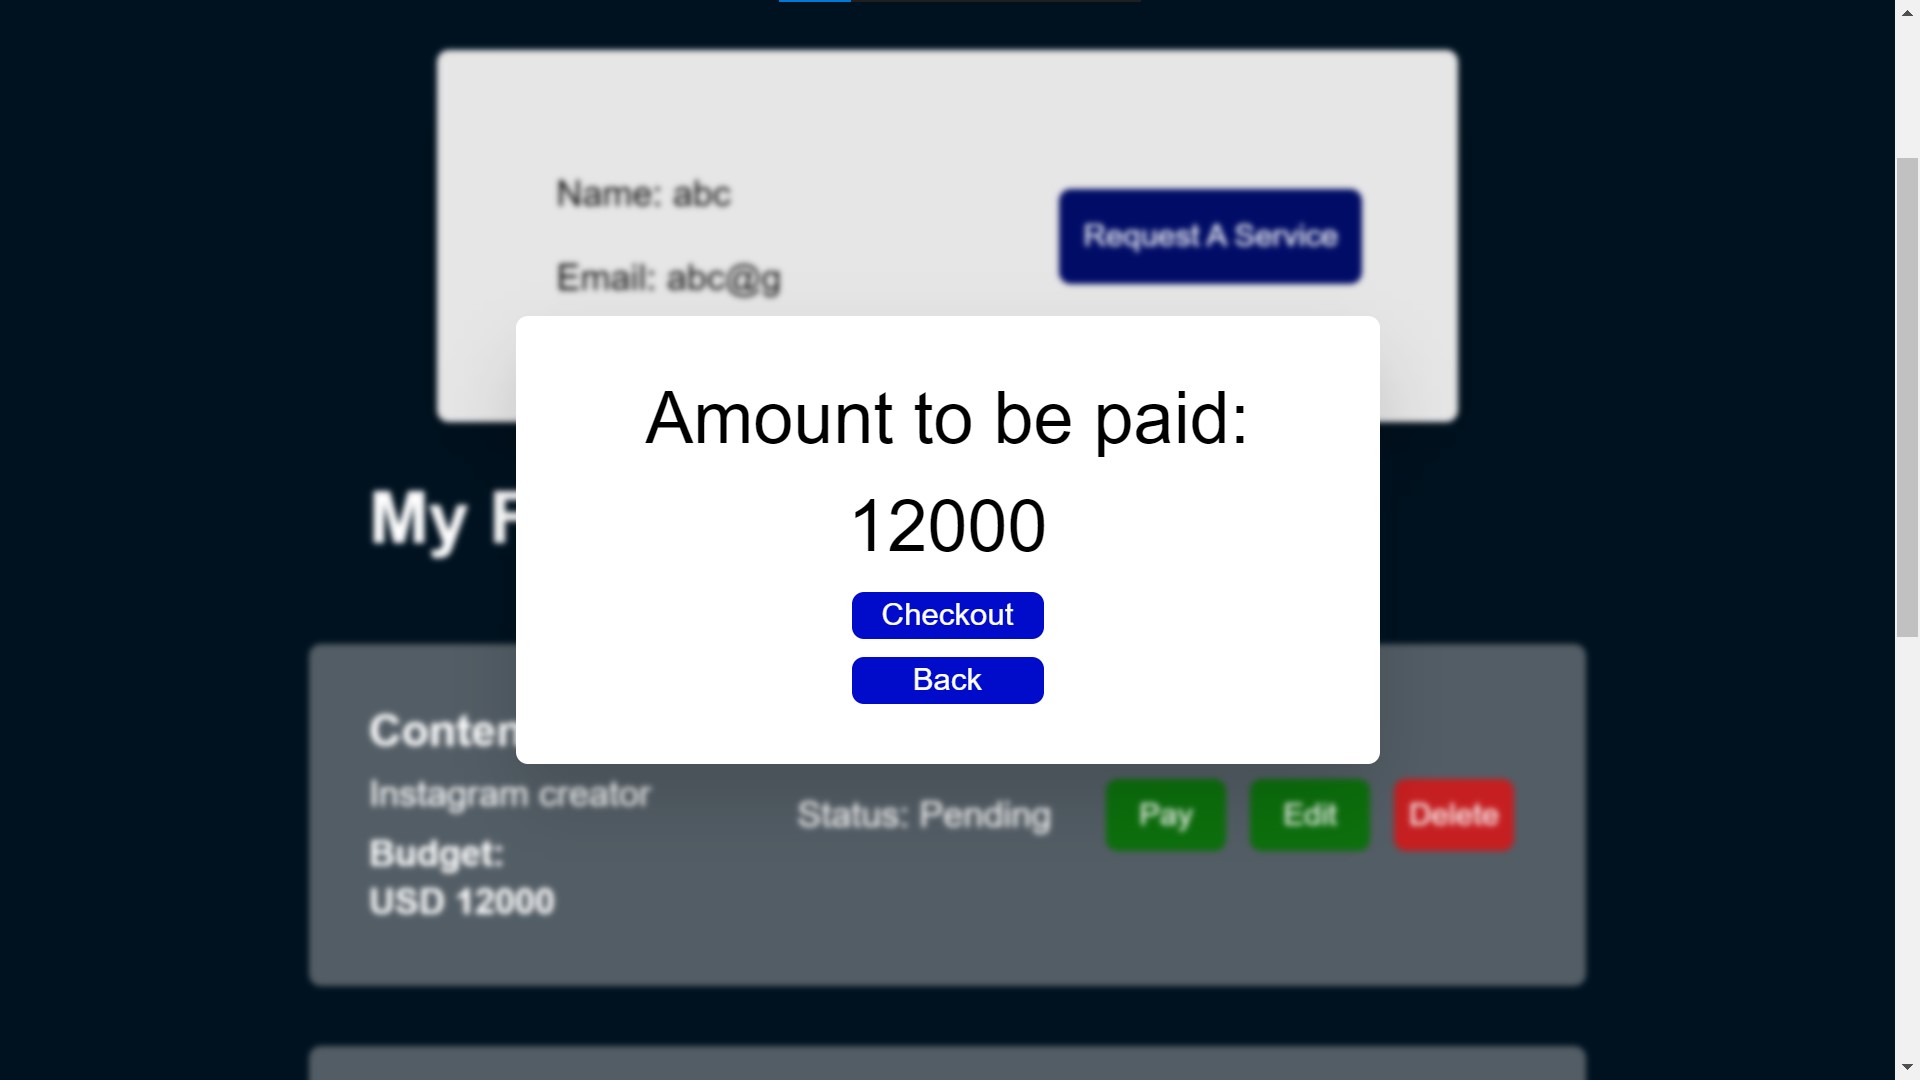 Name: abc
Request A Service
Email: abc@g
Amount to be paid:
12000
My
Checkout
Back
Instagram creator
Status: Pending
Pay
Edit
Delete
Budget:
USD 12000